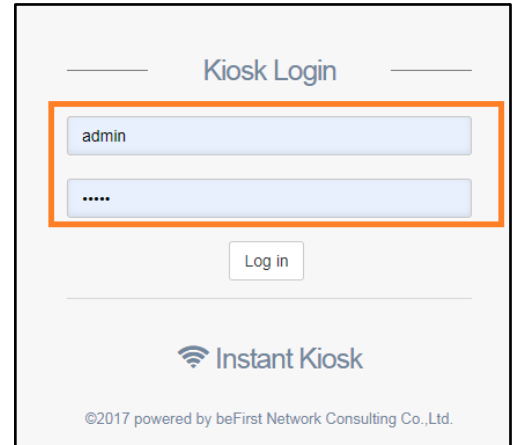 Kiosk Login
admin
•••••
Log in
Instant Kiosk
©2017 powered by beFirst Network Consulting Co.,Ltd.